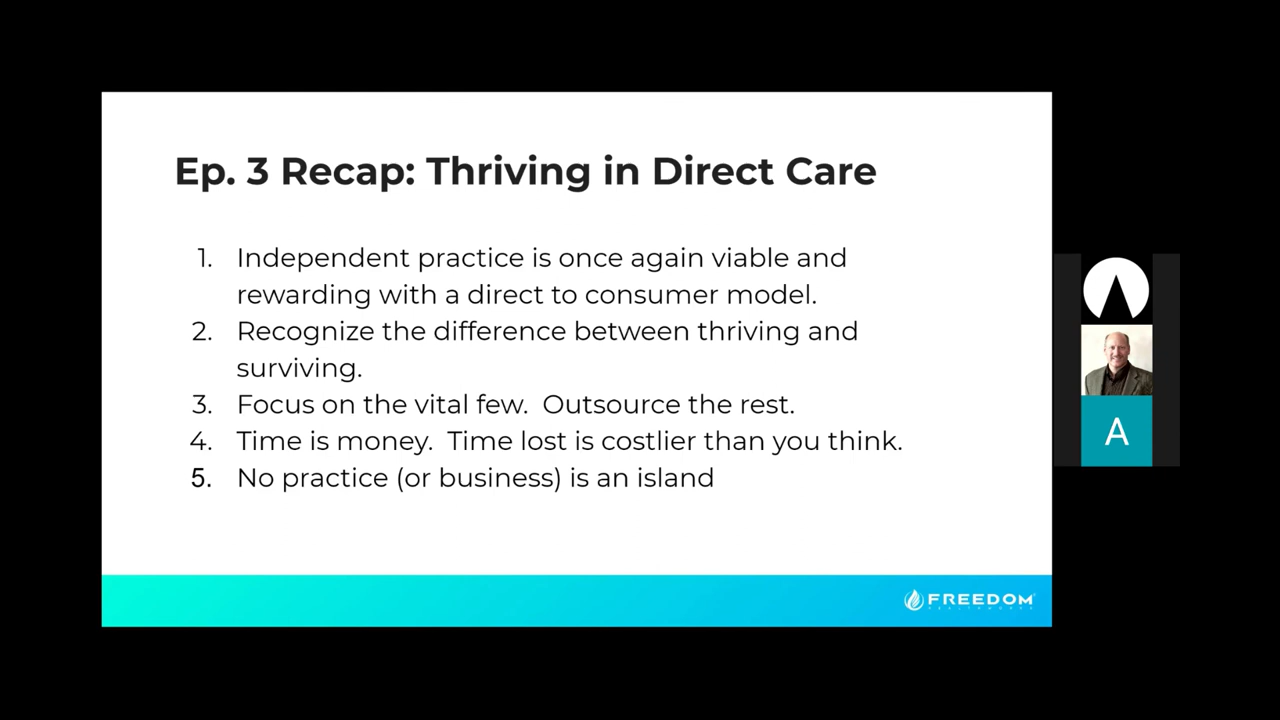 Ep. 3 Recap: Thriving in Direct Care
1. Independent practice is once again viable and
rewarding with a direct to consumer model.
2. Recognize the difference between thriving and
surviving.
3. Focus on the vital few.  Outsource the rest.
4. Time is money.  Time lost is costlier than you think.
5. No practice (or business) is an island
FREEDOM
A